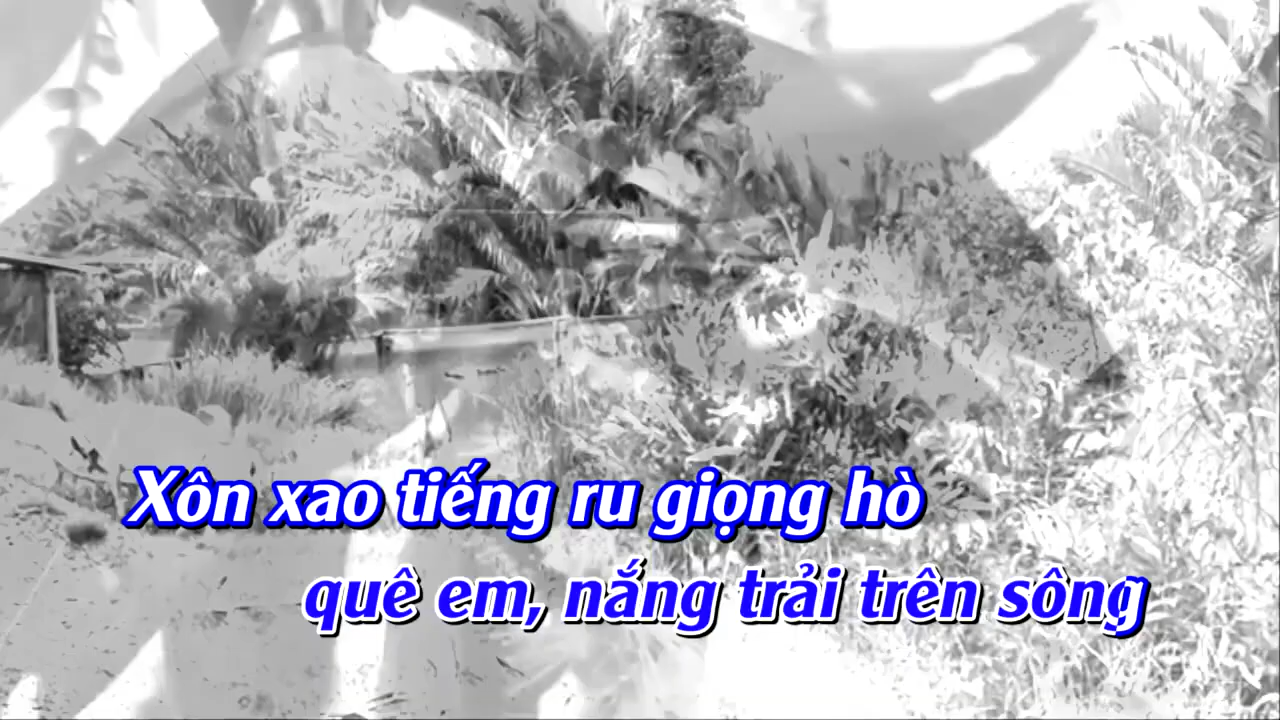 Xôn xao tiếng ru giọng hò
quê em, nắng trải trên sông